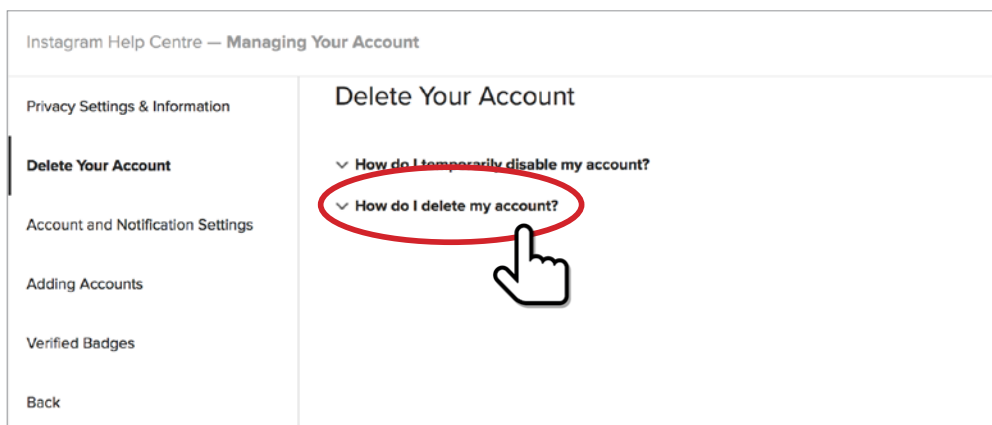 Instagram Help Centre — Managing Your Account
Privacy Settings & Information
Delete Your Account
Account and Notification Settings
Adding Accounts
Verified Badges
Back
Delete Your Account
How do I temporarily disable my account?
How do I delete my account?